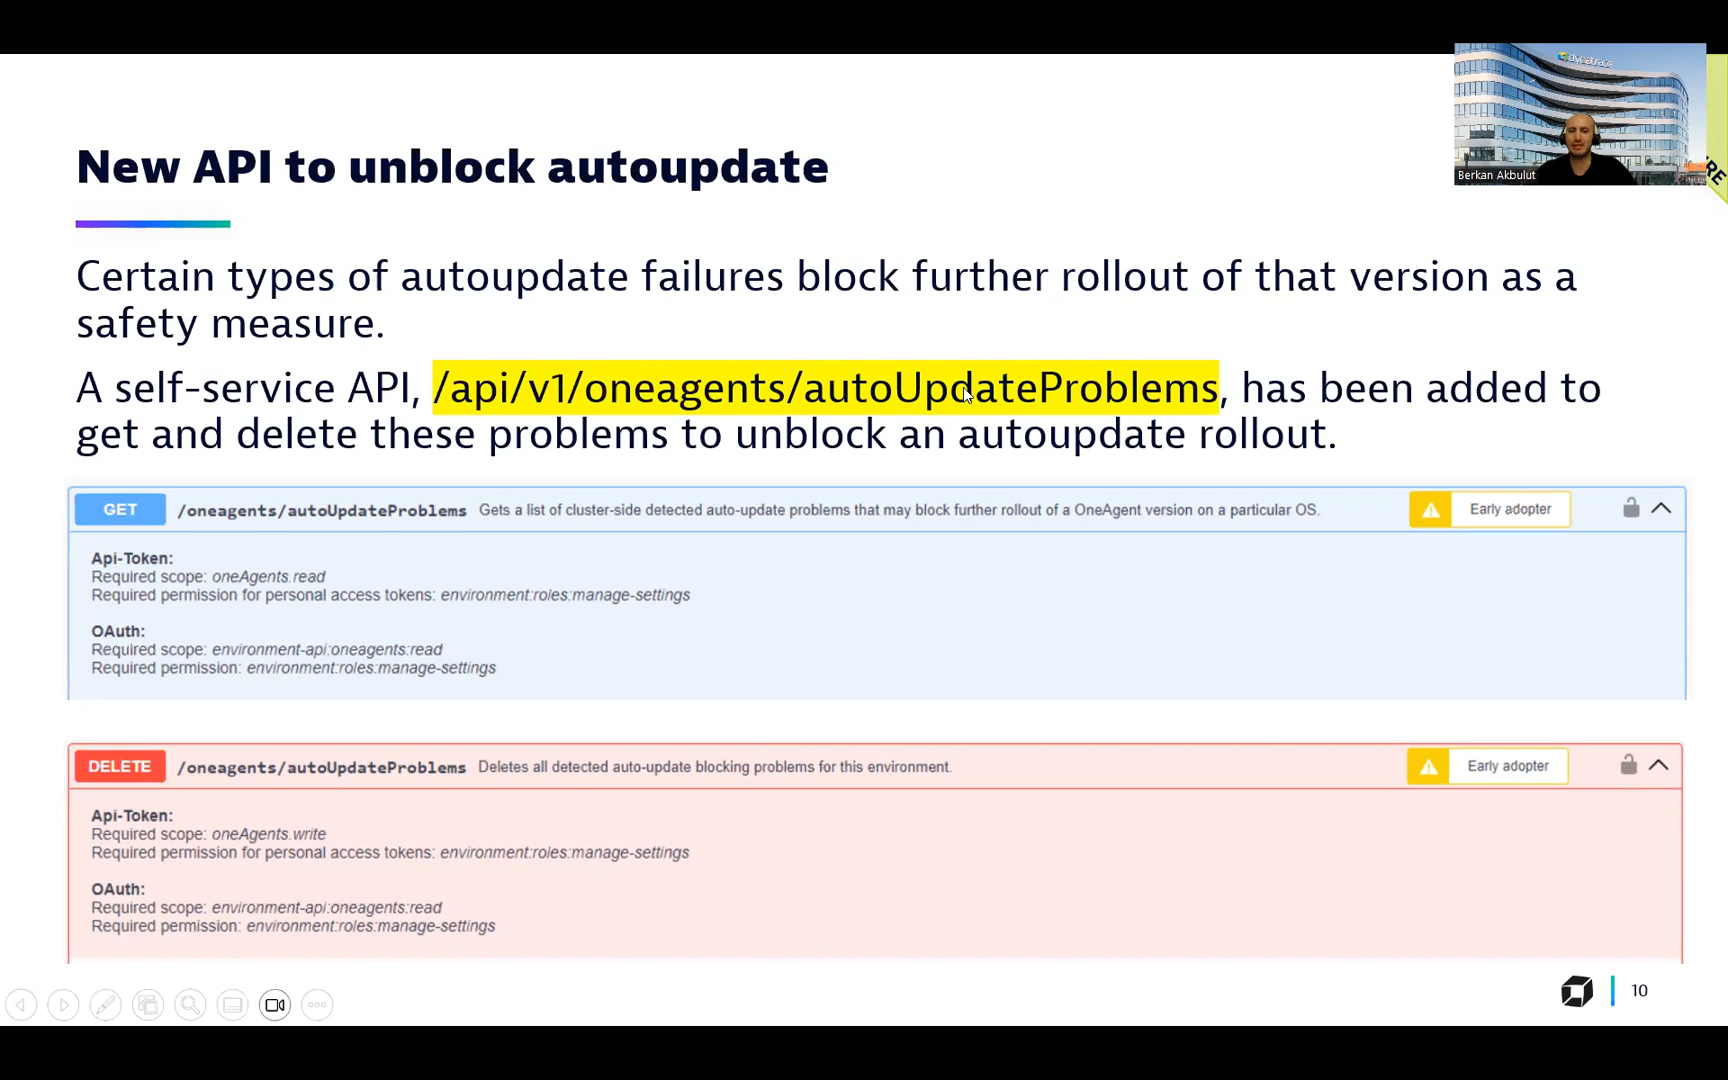 dynatrace
Berkan Akbulut
RE
New API to unblock autoupdate
Certain types of autoupdate failures block further rollout of that version as a
safety measure.
A self-service API, /api/v1/oneagents/autoUpdateProblems, has been added to
get and delete these problems to unblock an autoupdate rollout.
GET /oneagents/autoUpdateProblems Gets a list of cluster-side detected auto-update problems that may block further rollout of a OneAgent version on a particular OS. Early adopter
Api-Token:
Required scope: oneAgents.read
Required permission for personal access tokens: environment:roles:manage-settings
OAuth:
Required scope: environment-api:oneagents:read
Required permission: environment:roles:manage-settings
DELETE /oneagents/autoUpdateProblems Deletes all detected auto-update blocking problems for this environment. Early adopter
Api-Token:
Required scope: oneAgents.write
Required permission for personal access tokens: environment:roles:manage-settings
OAuth:
Required scope: environment-api:oneagents:read
Required permission: environment:roles:manage-settings
10